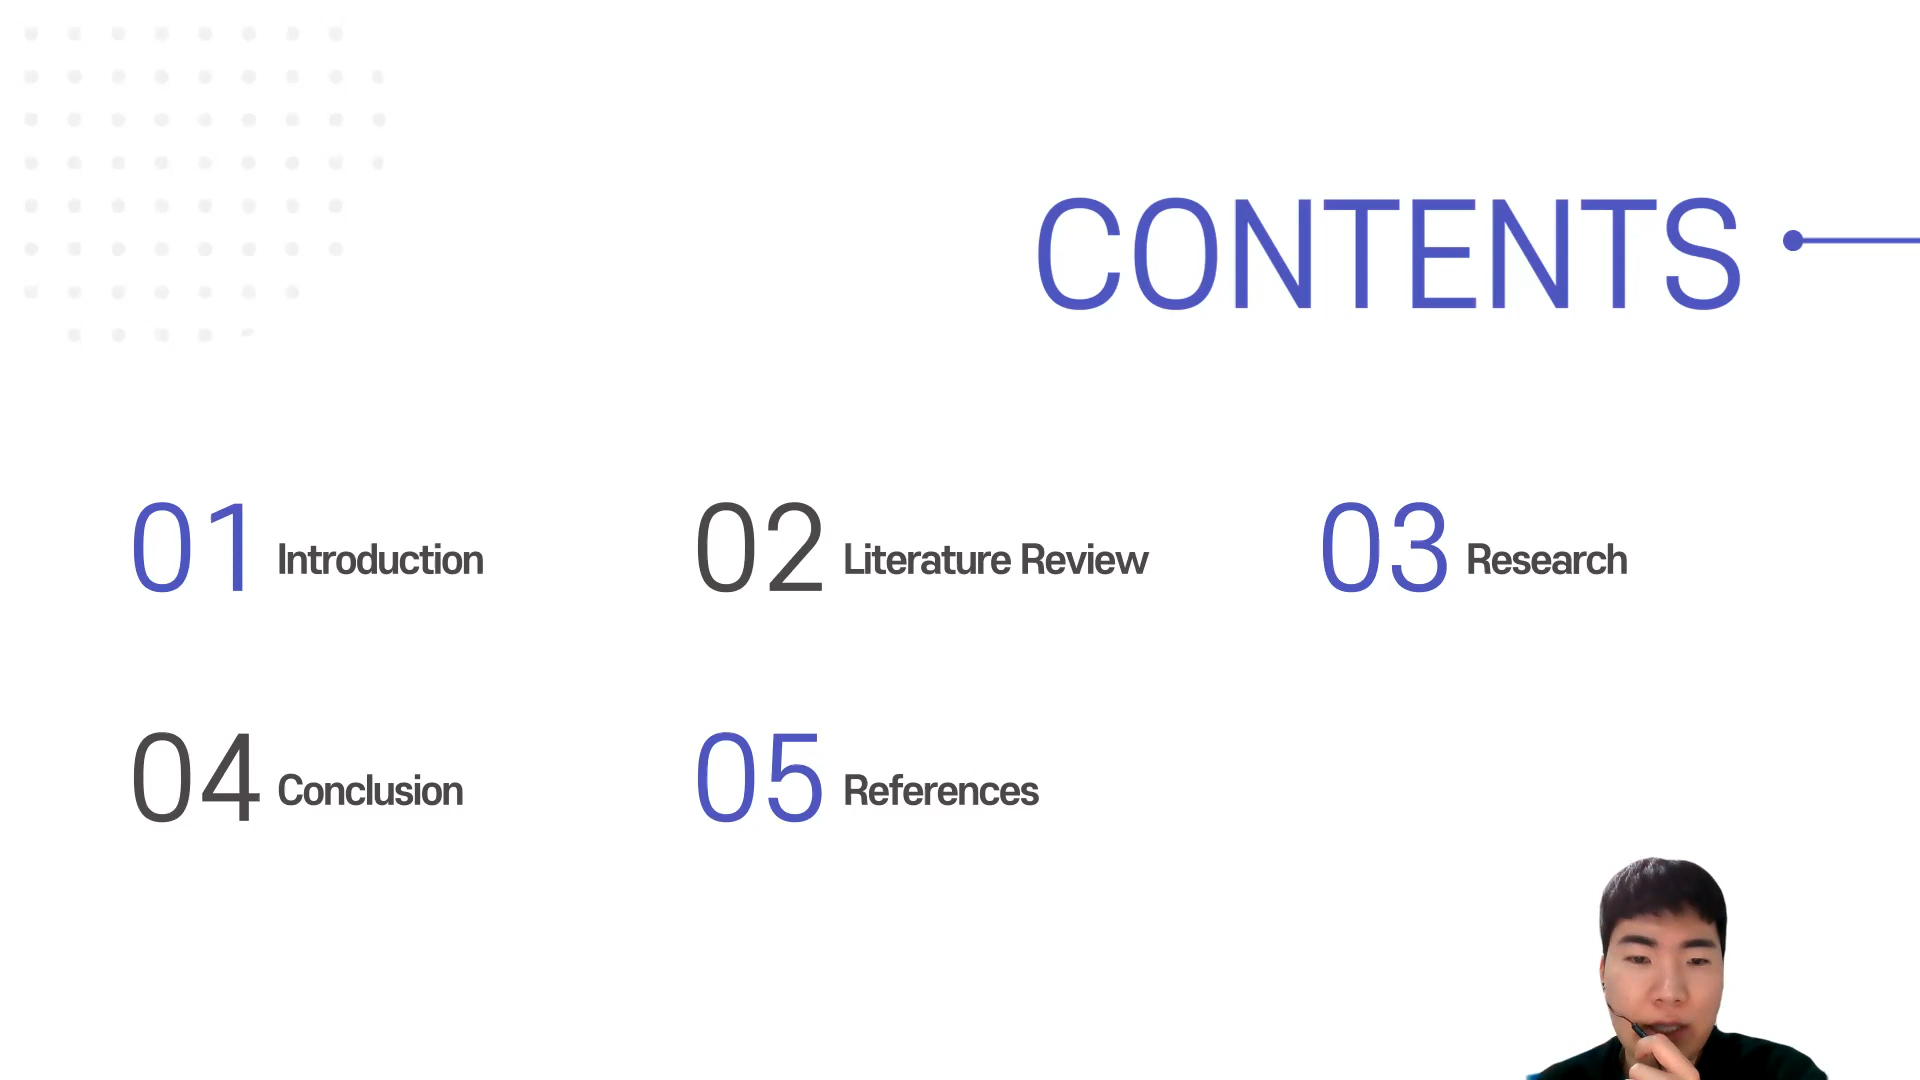 CONTENTS
01 Introduction
02 Literature Review
03 Research
04 Conclusion
05 References